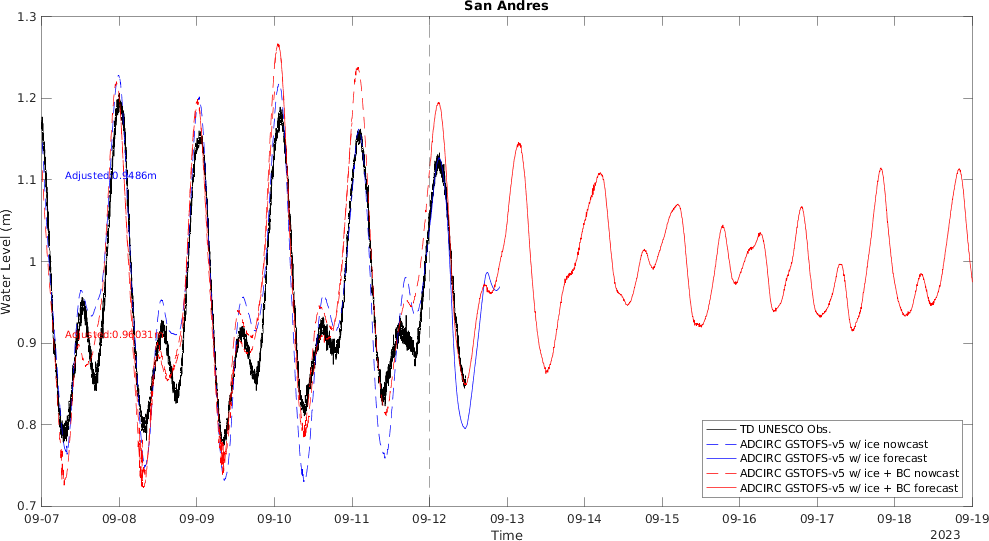 San Andres
1.3
1.2
1.1
1
0.9
0.8
0.7
Water Level (m)
Adjusted:0.9486m
Adjusted:0.96031
TD UNESCO Obs.
ADCIRC GSTOFS-v5 w/ ice nowcast
ADCIRC GSTOFS-v5 w/ ice forecast
ADCIRC GSTOFS-v5 w/ ice + BC nowcast
ADCIRC GSTOFS-v5 w/ ice + BC forecast
09-07 09-08 09-09 09-10 09-11 09-12 09-13 09-14 09-15 09-16 09-17 09-18 09-19
Time
2023